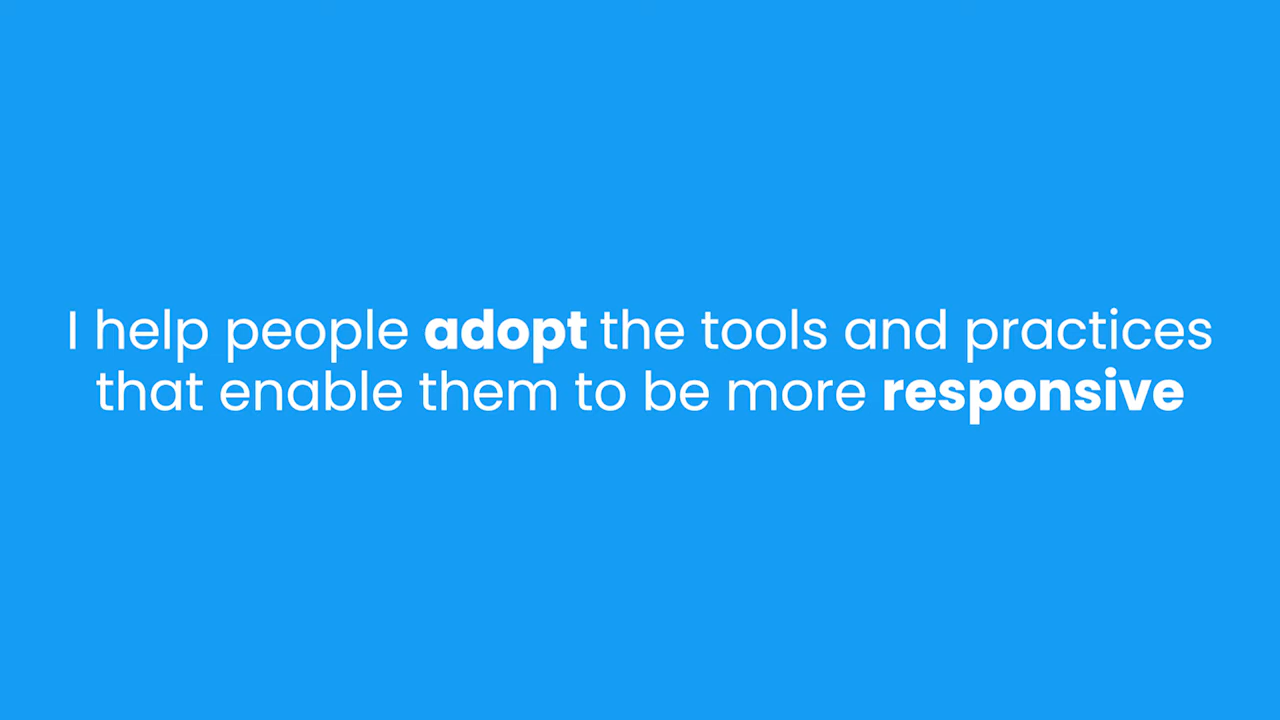 I help people adopt the tools and practices
that enable them to be more responsive